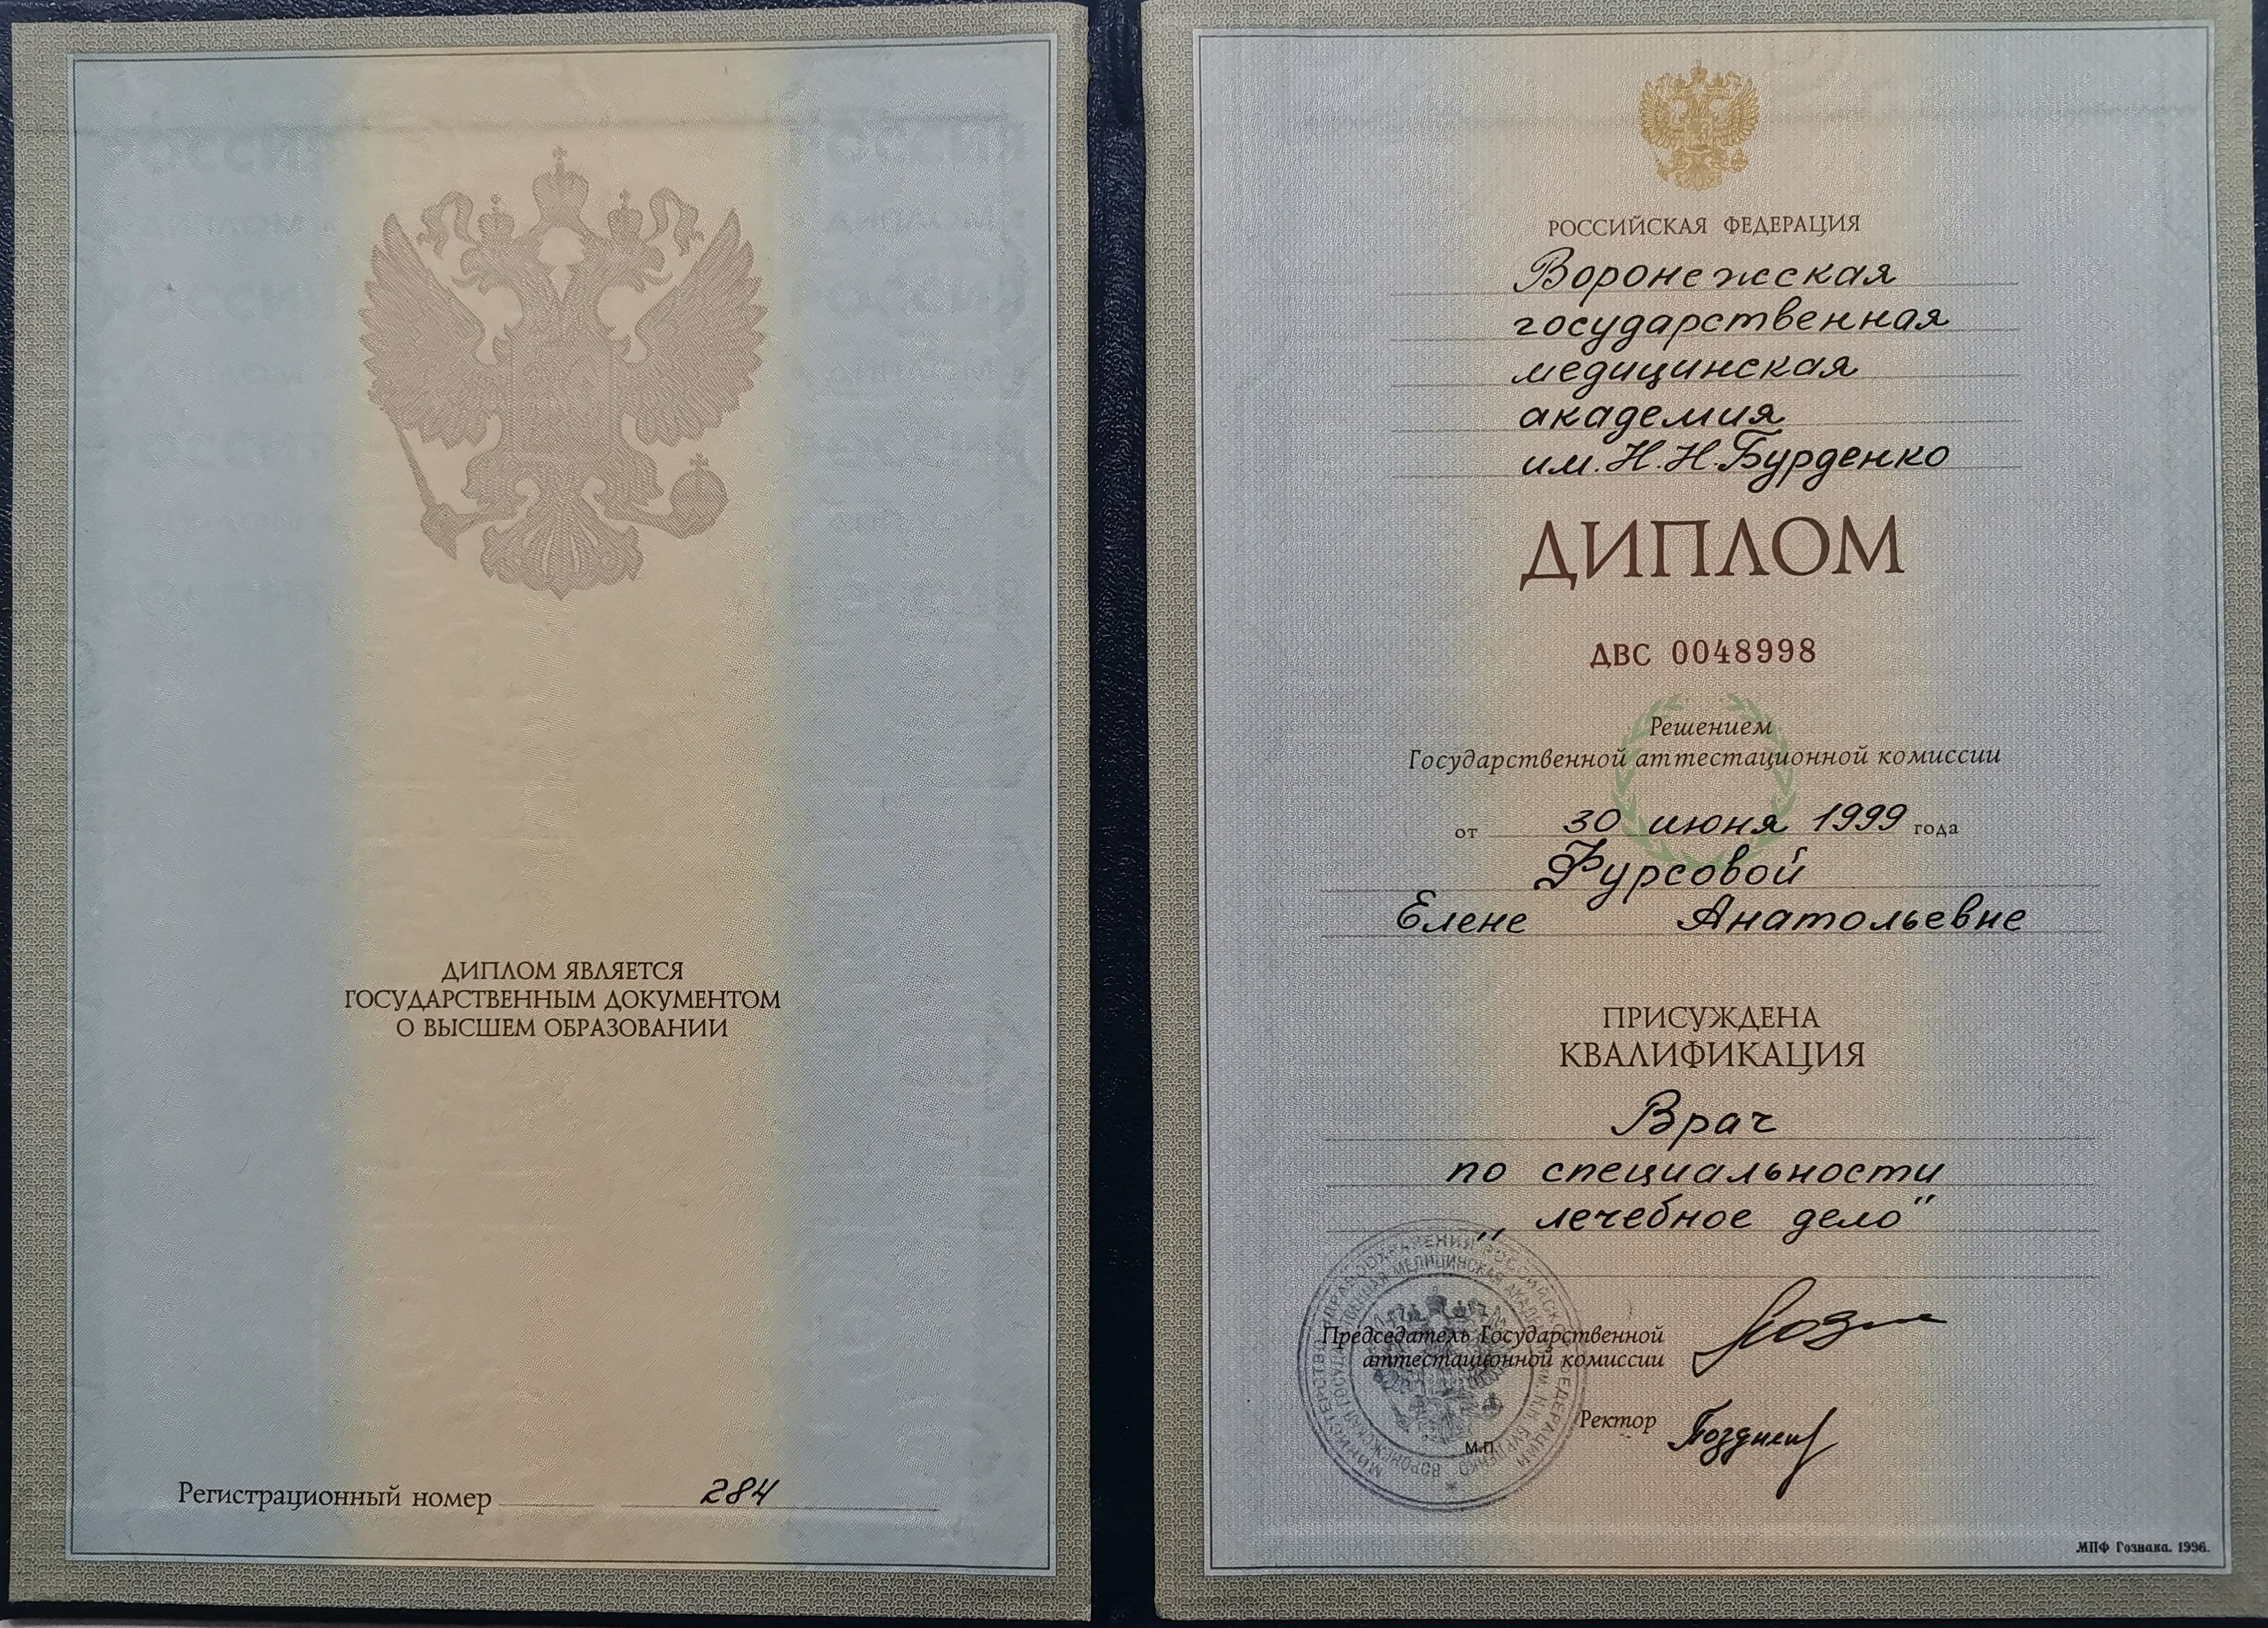 ДИПЛОМ ЯВЛЯЕТСЯ
ГОСУДАРСТВЕННЫМ ДОКУМЕНТОМ
О ВЫСШЕМ ОБРАЗОВАНИИ
Регистрационный номер 284
РОССИЙСКАЯ ФЕДЕРАЦИЯ
Воронежская
государственная
медицинская
академия
им. Н.Н. Бурденко
ДИПЛОМ
ДВС 0048998
Решением
Государственной аттестационной комиссии
от 30 июня 1999 года
Фурсовой
Елене Анатольевне
ПРИСУЖДЕНА
КВАЛИФИКАЦИЯ
Врач
по специальности
„лечебное дело"
Председатель Государственной
аттестационной комиссии
Ректор
М.П.
МПФ Гознака. 1996.